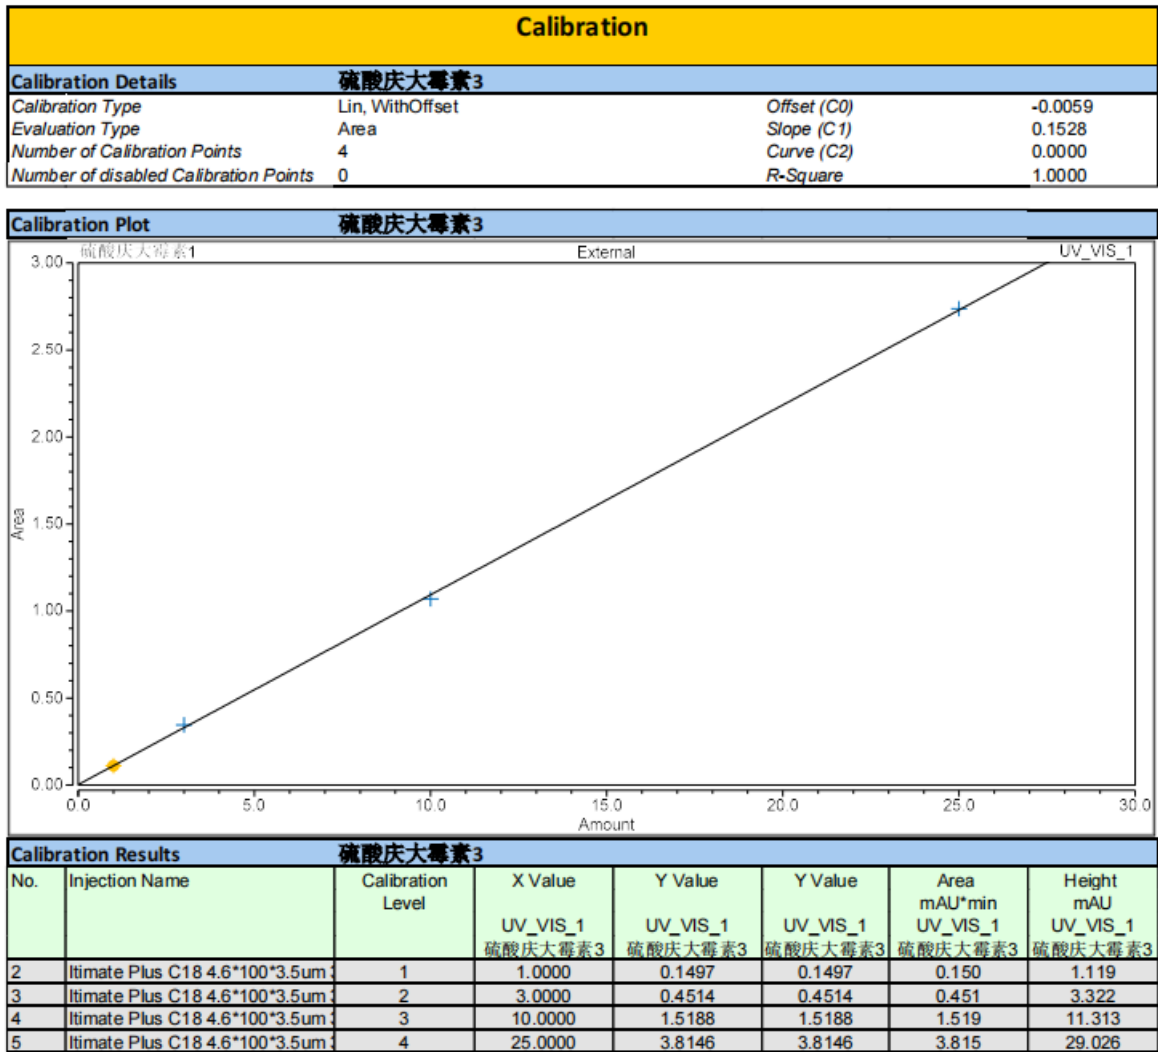 Calibration
Calibration Details 硫酸庆大霉素3
Calibration Type Lin, WithOffset Offset (C0) -0.0059
Evaluation Type Area Slope (C1) 0.1528
Number of Calibration Points 4 Curve (C2) 0.0000
Number of disabled Calibration Points 0 R-Square 1.0000
Calibration Plot 硫酸庆大霉素3
硫酸庆大霉素1 External UV_VIS_1
3.00
2.50
2.00
1.50
1.00
0.50
0.00
Area
0.0 5.0 10.0 15.0 20.0 25.0 30.0
Amount
Calibration Results 硫酸庆大霉素3
No. Injection Name Calibration X Value Y Value Y Value Area Height
Level mAU*min mAU
UV_VIS_1 UV_VIS_1 UV_VIS_1 UV_VIS_1 UV_VIS_1
硫酸庆大霉素3 硫酸庆大霉素3 硫酸庆大霉素3 硫酸庆大霉素3 硫酸庆大霉素3
2 ltimate Plus C18 4.6*100*3.5um 1 1.0000 0.1497 0.1497 0.150 1.119
3 ltimate Plus C18 4.6*100*3.5um 2 3.0000 0.4514 0.4514 0.451 3.322
4 ltimate Plus C18 4.6*100*3.5um 3 10.0000 1.5188 1.5188 1.519 11.313
5 ltimate Plus C18 4.6*100*3.5um 4 25.0000 3.8146 3.8146 3.815 29.026